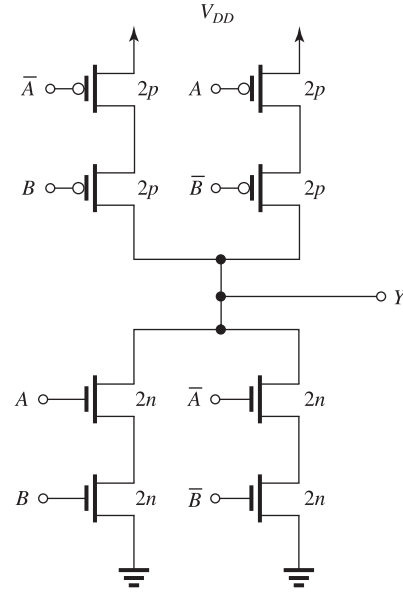 V_DD
A̅ 2p A 2p
B 2p B̅ 2p
Y
A 2n A̅ 2n
B 2n B̅ 2n